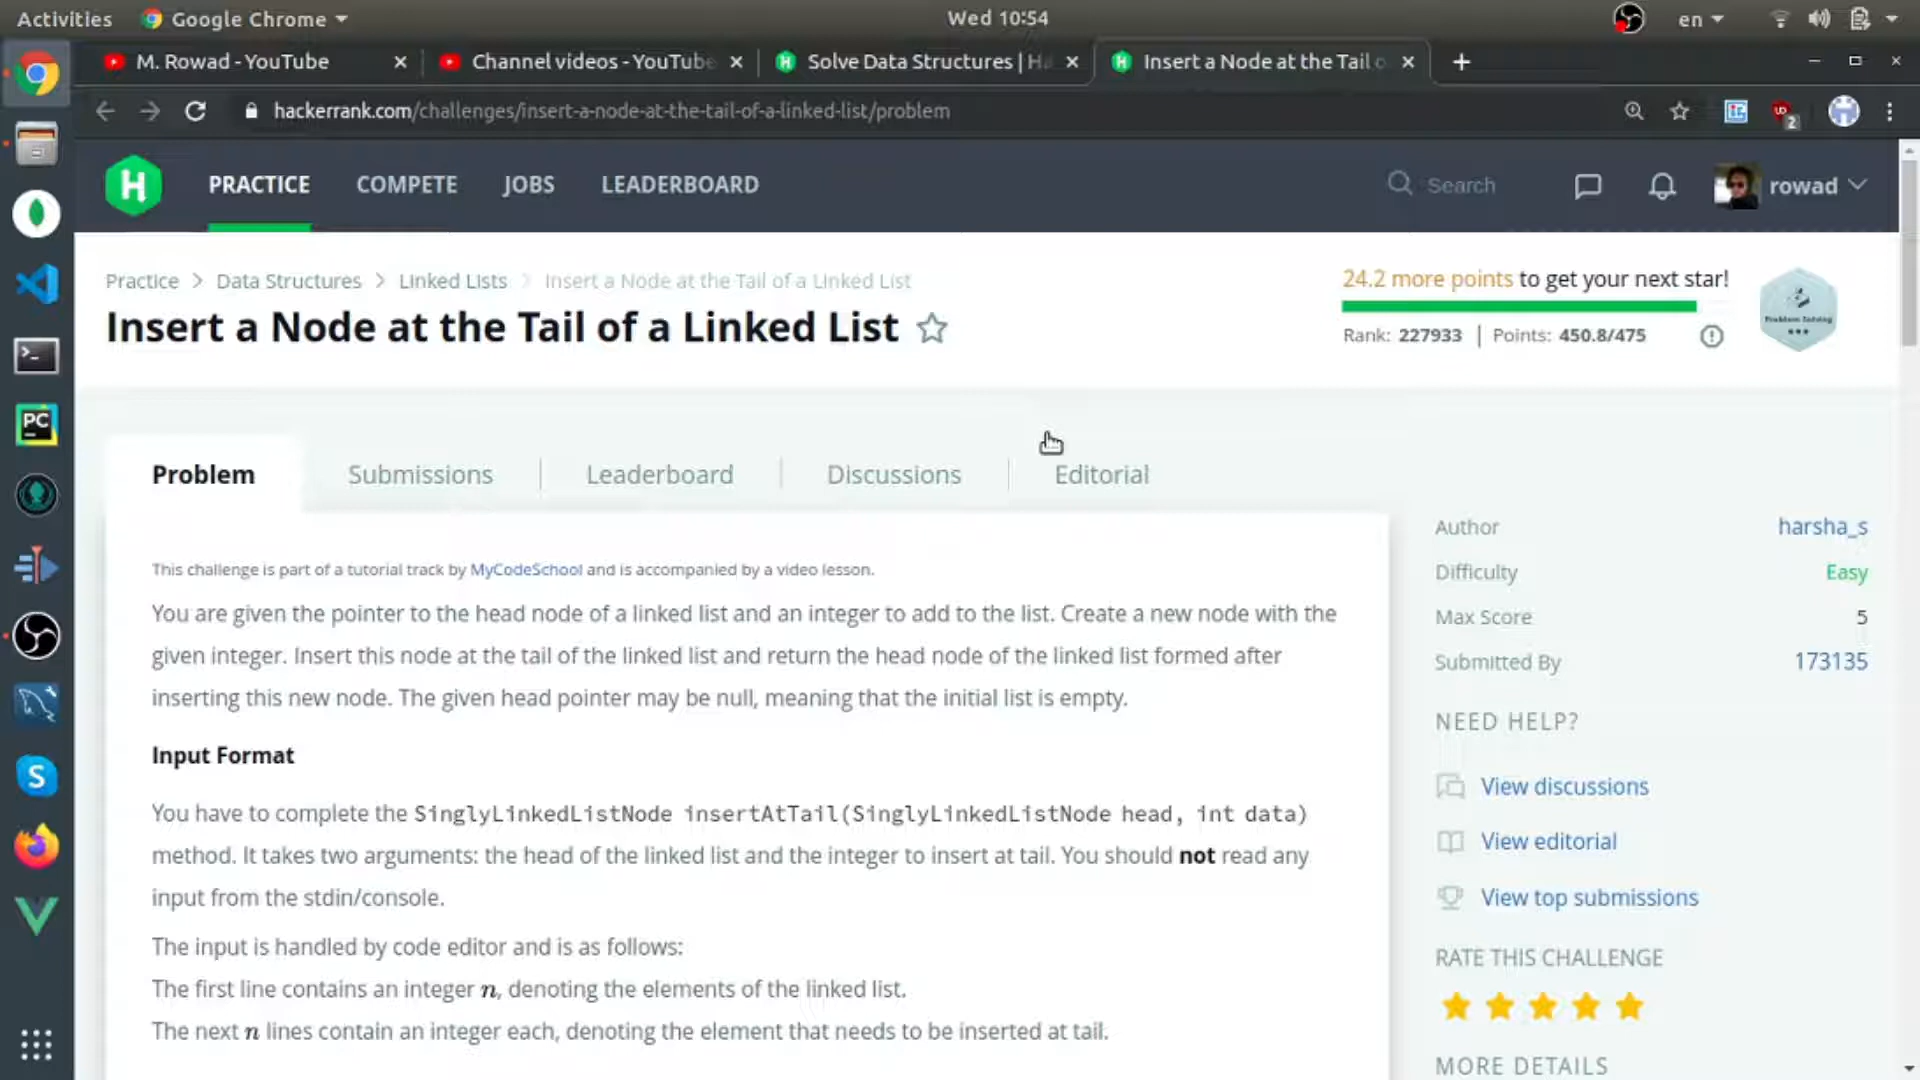 Activities Google Chrome Wed 10:54 en
M. Rowad - YouTube Channel videos - YouTube Solve Data Structures | Ha Insert a Node at the Tail o
hackerrank.com/challenges/insert-a-node-at-the-tail-of-a-linked-list/problem 2
H PRACTICE COMPETE JOBS LEADERBOARD Search rowad
Practice > Data Structures > Linked Lists > Insert a Node at the Tail of a Linked List
Insert a Node at the Tail of a Linked List
24.2 more points to get your next star!
Rank: 227933 | Points: 450.8/475
Problem Solving
Problem Submissions Leaderboard Discussions Editorial
This challenge is part of a tutorial track by MyCodeSchool and is accompanied by a video lesson.
You are given the pointer to the head node of a linked list and an integer to add to the list. Create a new node with the
given integer. Insert this node at the tail of the linked list and return the head node of the linked list formed after
inserting this new node. The given head pointer may be null, meaning that the initial list is empty.
Input Format
You have to complete the SinglyLinkedListNode insertAtTail(SinglyLinkedListNode head, int data)
method. It takes two arguments: the head of the linked list and the integer to insert at tail. You should not read any
input from the stdin/console.
The input is handled by code editor and is as follows:
The first line contains an integer n, denoting the elements of the linked list.
The next n lines contain an integer each, denoting the element that needs to be inserted at tail.
Author harsha_s
Difficulty Easy
Max Score 5
Submitted By 173135
NEED HELP?
View discussions
View editorial
View top submissions
RATE THIS CHALLENGE
MORE DETAILS
PC
S